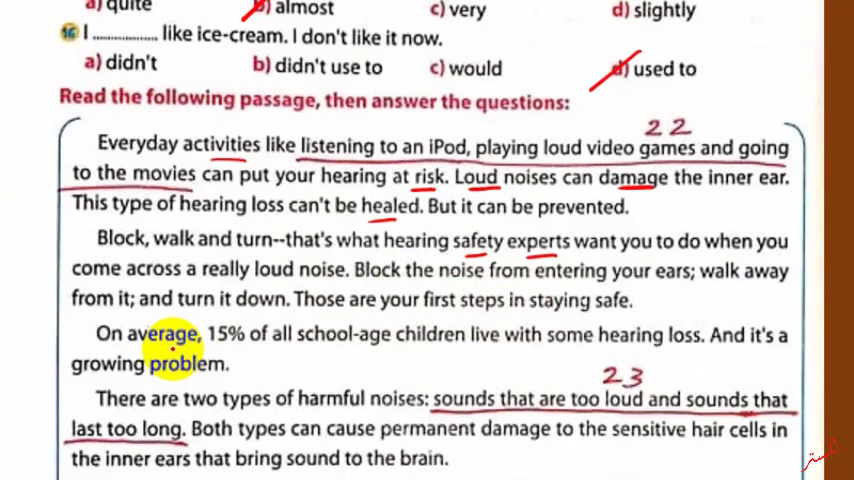 a) quite b) almost c) very d) slightly
16 I ................. like ice-cream. I don't like it now.
a) didn't b) didn't use to c) would d) used to
Read the following passage, then answer the questions:
22
Everyday activities like listening to an iPod, playing loud video games and going
to the movies can put your hearing at risk. Loud noises can damage the inner ear.
This type of hearing loss can't be healed. But it can be prevented.
Block, walk and turn--that's what hearing safety experts want you to do when you
come across a really loud noise. Block the noise from entering your ears; walk away
from it; and turn it down. Those are your first steps in staying safe.
On average, 15% of all school-age children live with some hearing loss. And it's a
growing problem.
23
There are two types of harmful noises: sounds that are too loud and sounds that
last too long. Both types can cause permanent damage to the sensitive hair cells in
the inner ears that bring sound to the brain.